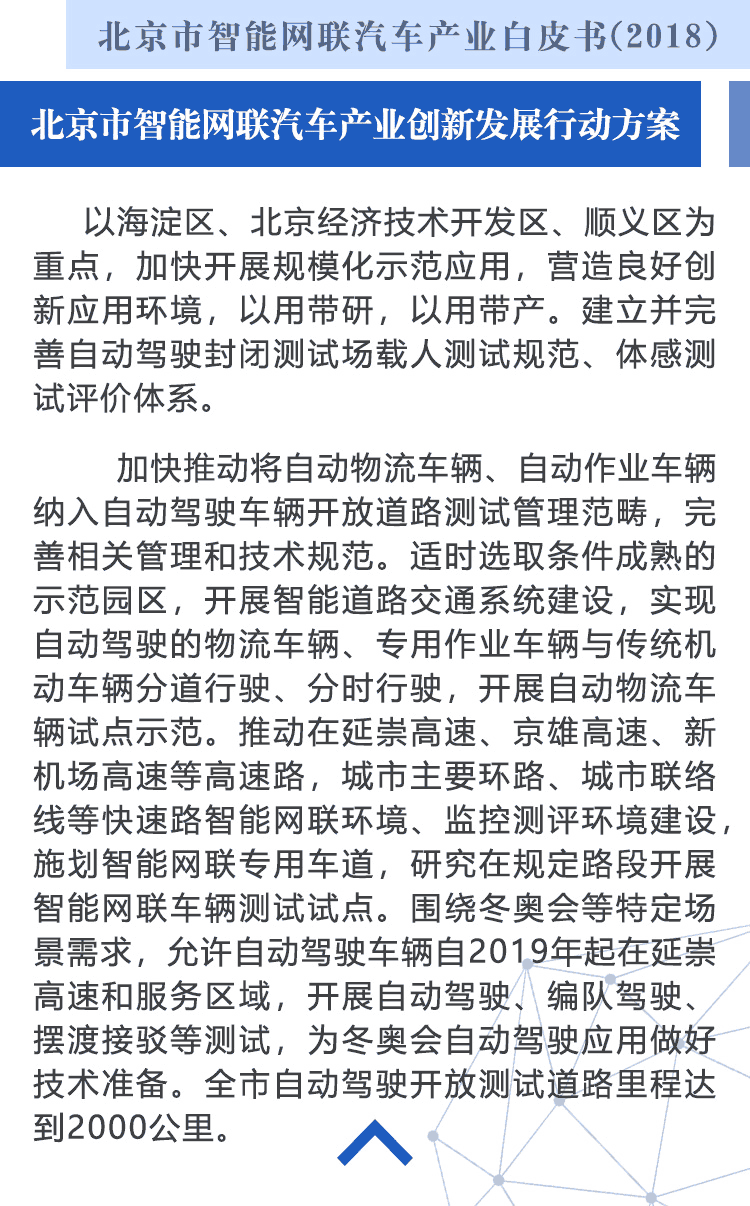 北京市智能网联汽车产业白皮书(2018)
北京市智能网联汽车产业创新发展行动方案
以海淀区、北京经济技术开发区、顺义区为
重点，加快开展规模化示范应用，营造良好创
新应用环境，以用带研，以用带产。建立并完
善自动驾驶封闭测试场载人测试规范、体感测
试评价体系。
加快推动将自动物流车辆、自动作业车辆
纳入自动驾驶车辆开放道路测试管理范畴，完
善相关管理和技术规范。适时选取条件成熟的
示范园区，开展智能道路交通系统建设，实现
自动驾驶的物流车辆、专用作业车辆与传统机
动车辆分道行驶、分时行驶，开展自动物流车
辆试点示范。推动在延崇高速、京雄高速、新
机场高速等高速路，城市主要环路、城市联络
线等快速路智能网联环境、监控测评环境建设，
施划智能网联专用车道，研究在规定路段开展
智能网联车辆测试试点。围绕冬奥会等特定场
景需求，允许自动驾驶车辆自2019年起在延崇
高速和服务区域，开展自动驾驶、编队驾驶、
摆渡接驳等测试，为冬奥会自动驾驶应用做好
技术准备。全市自动驾驶开放测试道路里程达
到2000公里。